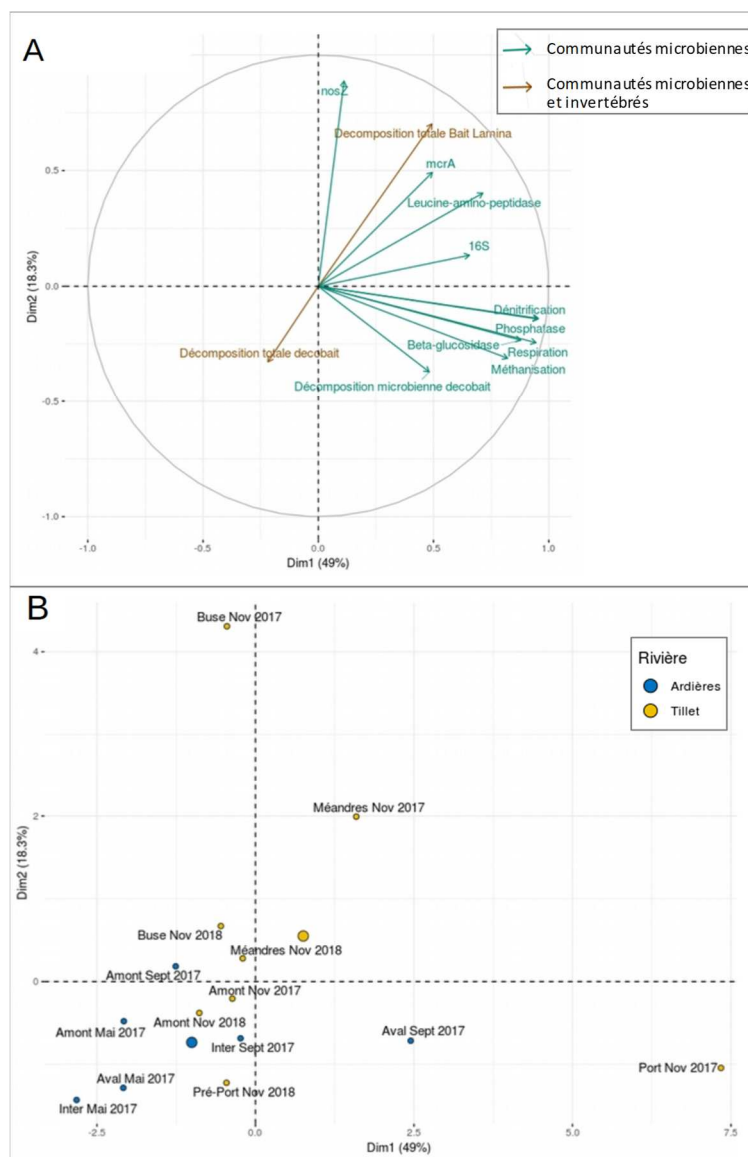 A
Communautés microbiennes
Communautés microbiennes
et invertébrés
nosZ
Decomposition totale Bait Lamina
mcrA
Leucine-amino-peptidase
16S
Dénitrification
Phosphatase
Beta-glucosidase
Respiration
Décomposition totale decobait
Méthanisation
Décomposition microbienne decobait
0.5
0.0
-0.5
-1.0
Dim2 (18.3%)
-1.0
-0.5
0.0
0.5
1.0
Dim1 (49%)
B
Buse Nov 2017
Rivière
Ardières
Tillet
Méandres Nov 2017
Buse Nov 2018
Méandres Nov 2018
Amont Sept 2017
Amont Nov 2017
Amont Mai 2017
Amont Nov 2018
Inter Sept 2017
Aval Sept 2017
Port Nov 2017
Aval Mai 2017
Pré-Port Nov 2018
Inter Mai 2017
4
2
0
Dim2 (18.3%)
-2.5
0.0
2.5
5.0
7.5
Dim1 (49%)